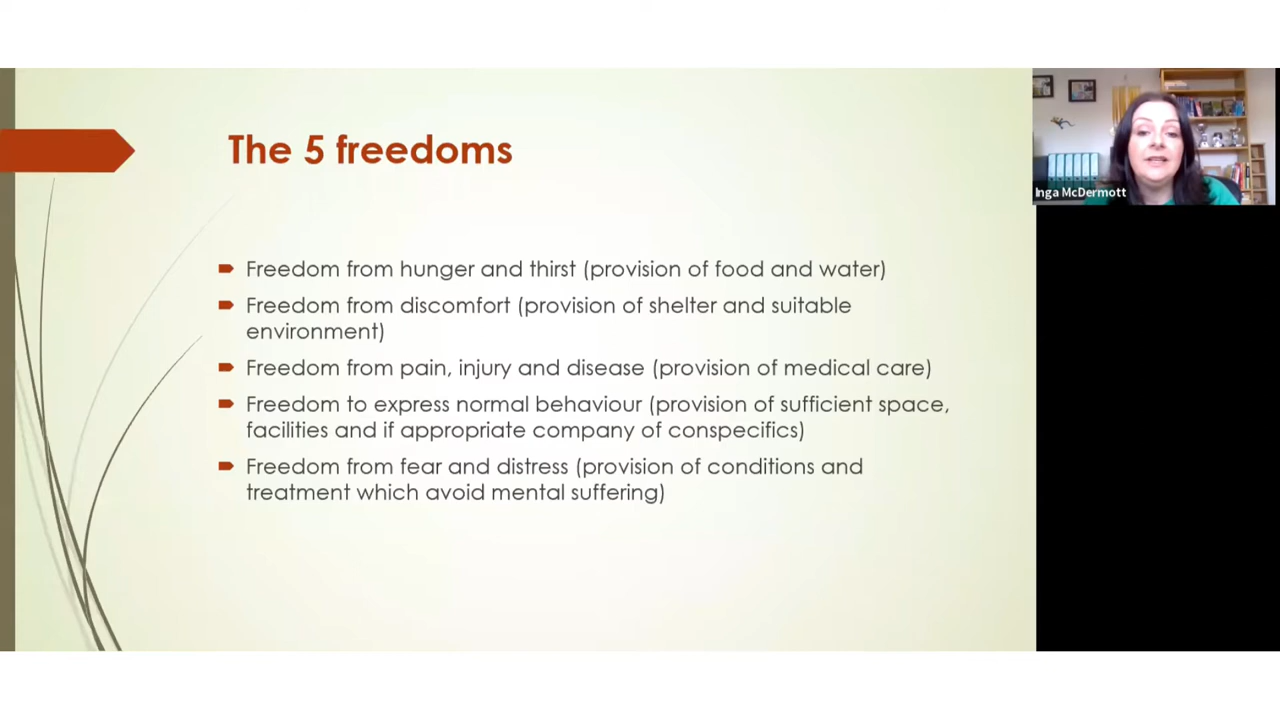 The 5 freedoms
Freedom from hunger and thirst (provision of food and water)
Freedom from discomfort (provision of shelter and suitable
environment)
Freedom from pain, injury and disease (provision of medical care)
Freedom to express normal behaviour (provision of sufficient space,
facilities and if appropriate company of conspecifics)
Freedom from fear and distress (provision of conditions and
treatment which avoid mental suffering)
Inga McDermott